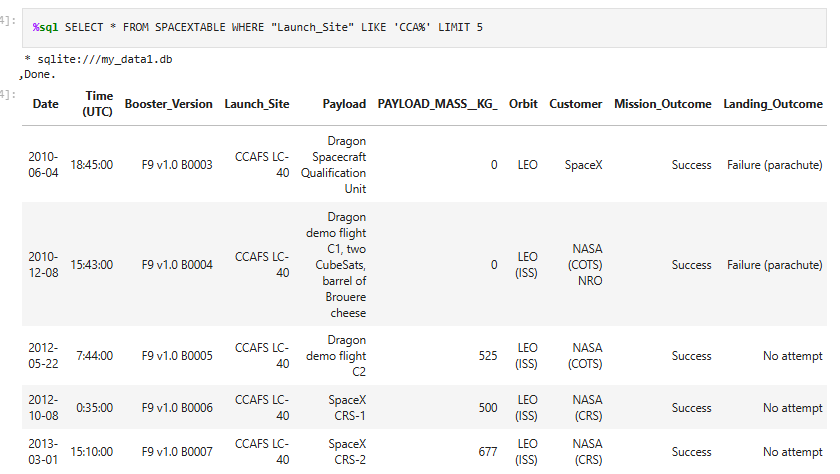 4]:
%sql SELECT * FROM SPACEXTABLE WHERE "Launch_Site" LIKE 'CCA%' LIMIT 5
* sqlite:///my_data1.db
,Done.
4]:
Date Time (UTC) Booster_Version Launch_Site Payload PAYLOAD_MASS__KG_ Orbit Customer Mission_Outcome Landing_Outcome
2010-06-04 18:45:00 F9 v1.0 B0003 CCAFS LC-40 Dragon Spacecraft Qualification Unit 0 LEO SpaceX Success Failure (parachute)
2010-12-08 15:43:00 F9 v1.0 B0004 CCAFS LC-40 Dragon demo flight C1, two CubeSats, barrel of Brouere cheese 0 LEO (ISS) NASA (COTS) NRO Success Failure (parachute)
2012-05-22 7:44:00 F9 v1.0 B0005 CCAFS LC-40 Dragon demo flight C2 525 LEO (ISS) NASA (COTS) Success No attempt
2012-10-08 0:35:00 F9 v1.0 B0006 CCAFS LC-40 SpaceX CRS-1 500 LEO (ISS) NASA (CRS) Success No attempt
2013-03-01 15:10:00 F9 v1.0 B0007 CCAFS LC-40 SpaceX CRS-2 677 LEO (ISS) NASA (CRS) Success No attempt